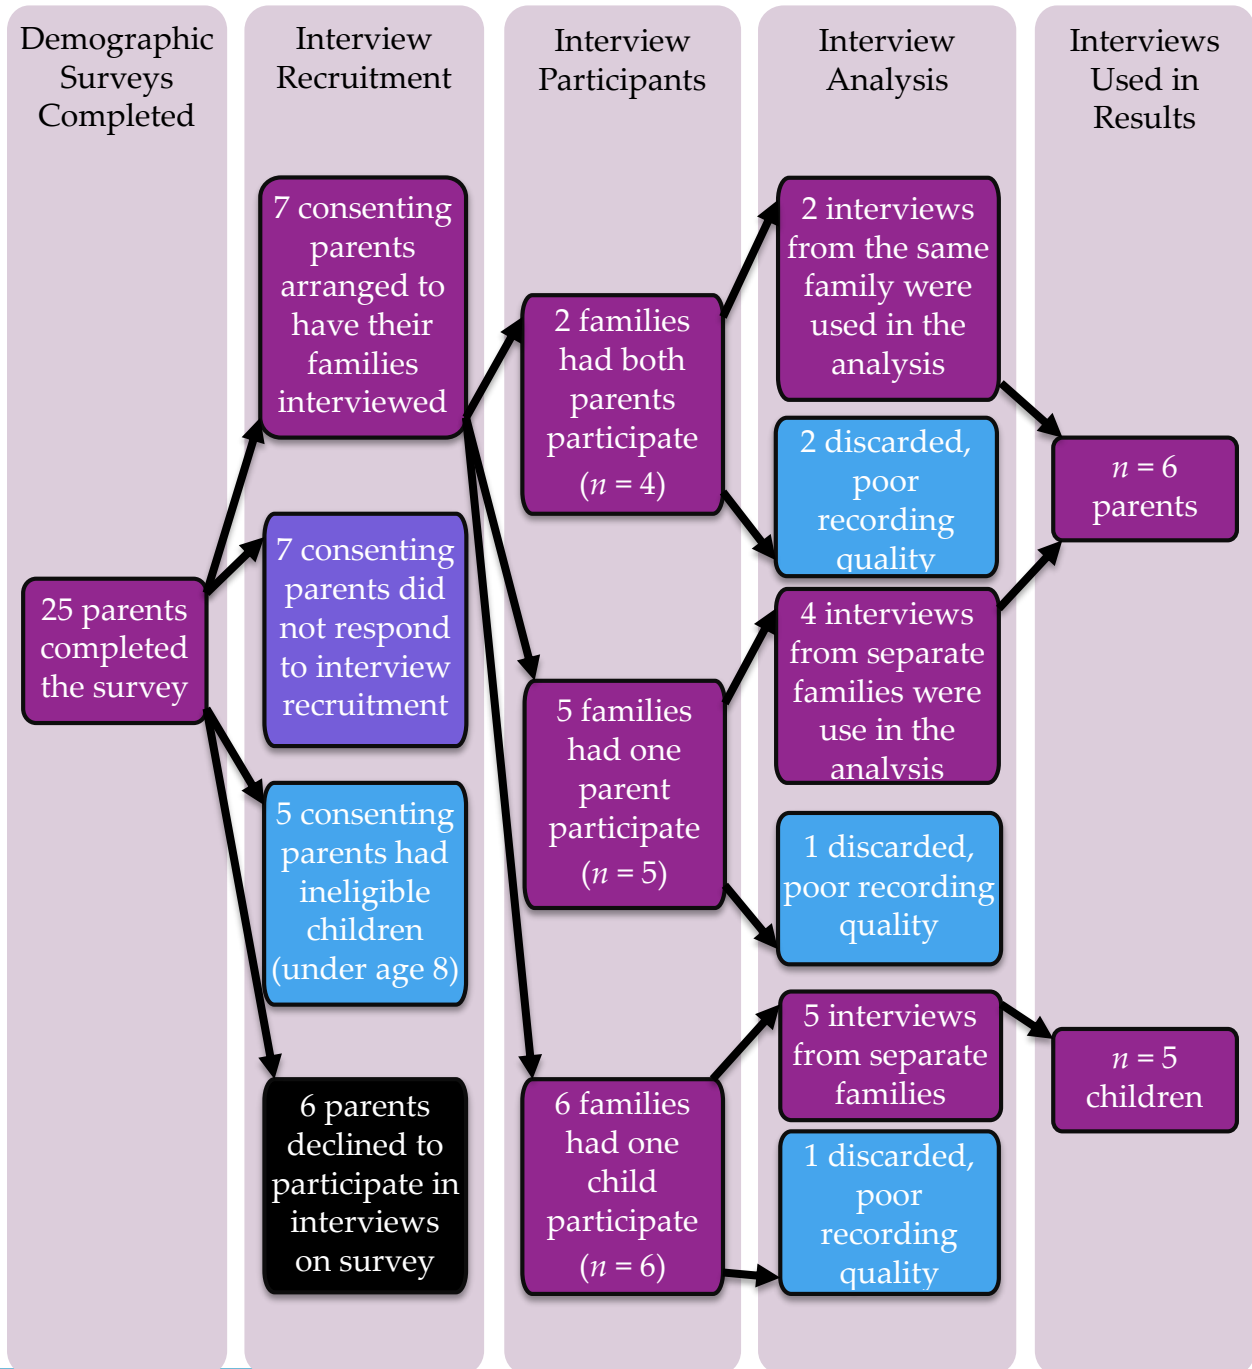 Demographic
Surveys
Completed
Interview
Recruitment
Interview
Participants
Interview
Analysis
Interviews
Used in
Results
25 parents
completed
the survey
7 consenting
parents
arranged to
have their
families
interviewed
7 consenting
parents did
not respond
to interview
recruitment
5 consenting
parents had
ineligible
children
(under age 8)
6 parents
declined to
participate in
interviews
on survey
2 families
had both
parents
participate
(n = 4)
5 families
had one
parent
participate
(n = 5)
6 families
had one
child
participate
(n = 6)
2 interviews
from the same
family were
used in the
analysis
2 discarded,
poor
recording
quality
4 interviews
from separate
families were
use in the
analysis
1 discarded,
poor recording
quality
5 interviews
from separate
families
1 discarded,
poor
recording
quality
n = 6
parents
n = 5
children